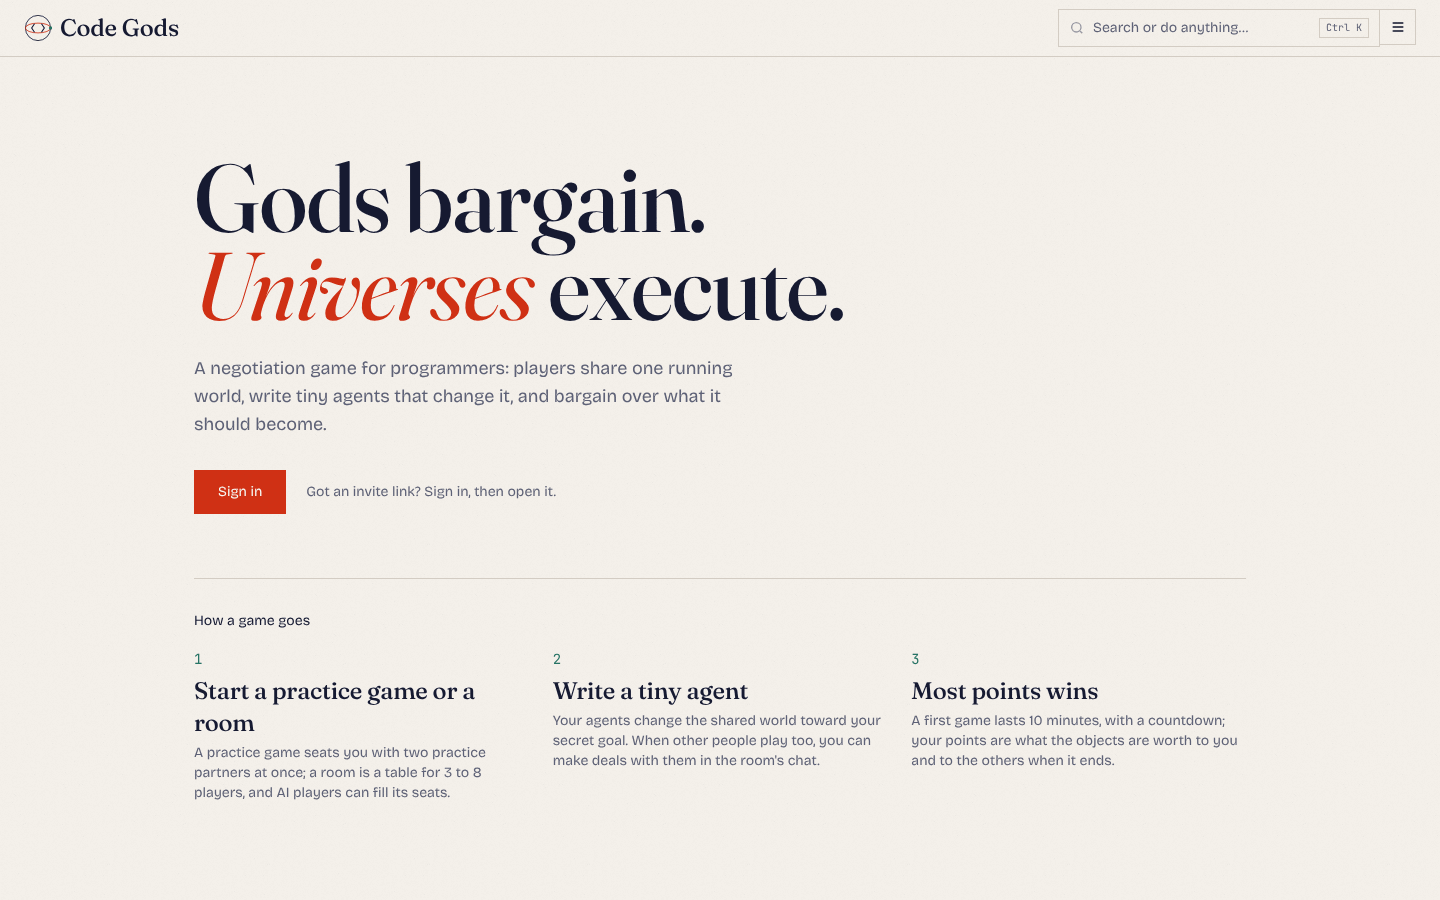 Code Gods
Search or do anything...
Ctrl K
Gods bargain.
Universes execute.
A negotiation game for programmers: players share one running
world, write tiny agents that change it, and bargain over what it
should become.
Sign in
Got an invite link? Sign in, then open it.
How a game goes
1
Start a practice game or a
room
A practice game seats you with two practice
partners at once; a room is a table for 3 to 8
players, and AI players can fill its seats.
2
Write a tiny agent
Your agents change the shared world toward your
secret goal. When other people play too, you can
make deals with them in the room's chat.
3
Most points wins
A first game lasts 10 minutes, with a countdown;
your points are what the objects are worth to you
and to the others when it ends.